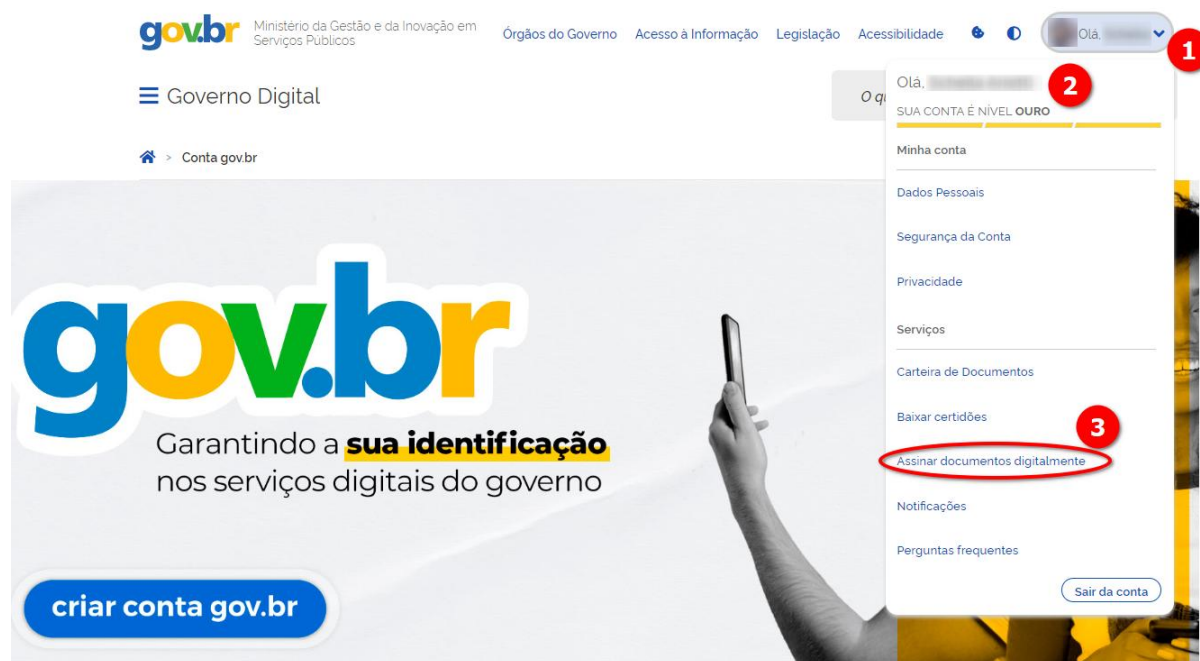 gov.br
Ministério da Gestão e da Inovação em
Serviços Públicos
Órgãos do Governo
Acesso à Informação
Legislação
Acessibilidade
Olá,
1
Governo Digital
O qu
Olá,
2
SUA CONTA É NÍVEL OURO
Conta gov.br
Minha conta
Dados Pessoais
Segurança da Conta
Privacidade
Serviços
Carteira de Documentos
Baixar certidões
3
Assinar documentos digitalmente
Notificações
Perguntas frequentes
Sair da conta
gov.br
Garantindo a sua identificação
nos serviços digitais do governo
criar conta gov.br